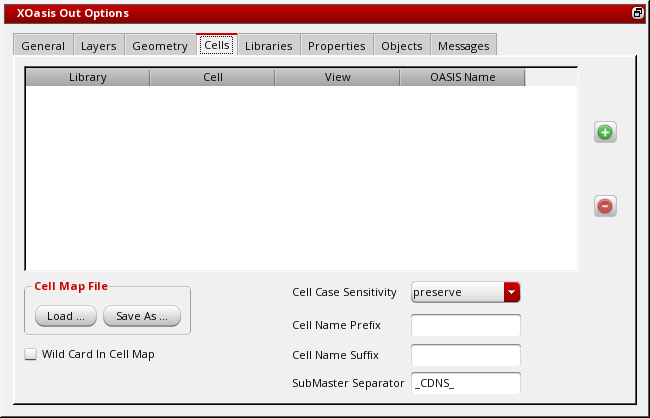 XOasis Out Options
General Layers Geometry Cells Libraries Properties Objects Messages
Library Cell View OASIS Name
Cell Map File
Load ... Save As ...
Wild Card In Cell Map
Cell Case Sensitivity preserve
Cell Name Prefix
Cell Name Suffix
SubMaster Separator _CDNS_